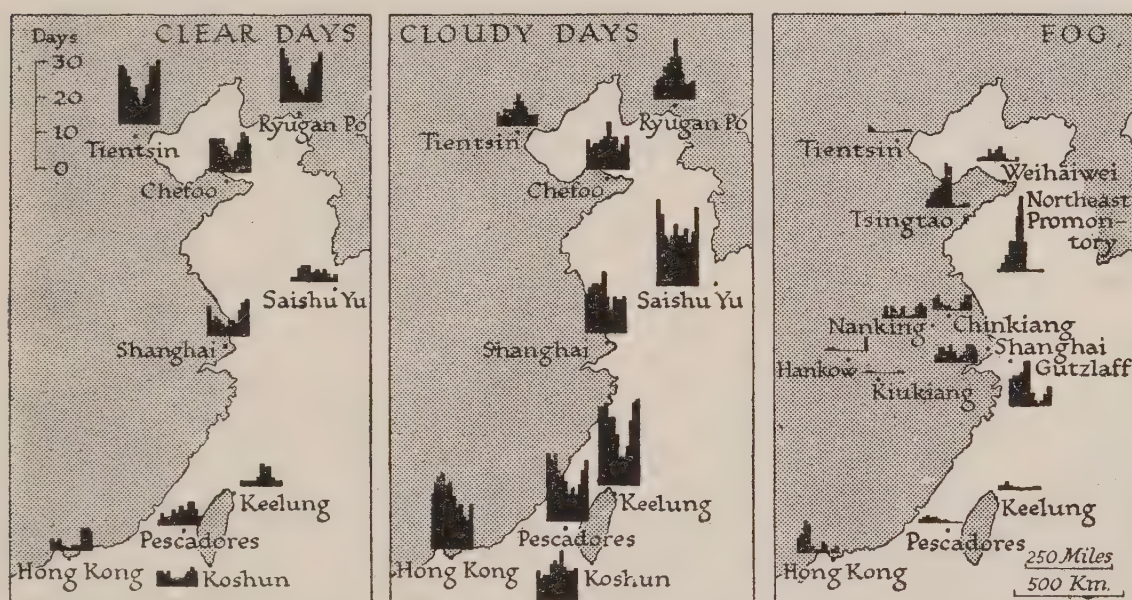 CLEAR DAYS
Days
30
20
10
0
Tientsin
Ryugan Po
Chefoo
Saishu Yu
Shanghai
Keelung
Pescadores
Hong Kong
Koshun
CLOUDY DAYS
Tientsin
Ryugan Po
Chefoo
Saishu Yu
Shanghai
Keelung
Pescadores
Hong Kong
Koshun
FOG
Tientsin
Weihaiwei
Tsingtao
Northeast
Promon-
tory
Nanking
Chinkiang
Shanghai
Hankow
Gutzlaff
Kiukiang
Keelung
Pescadores
Hong Kong
250 Miles
500 Km.